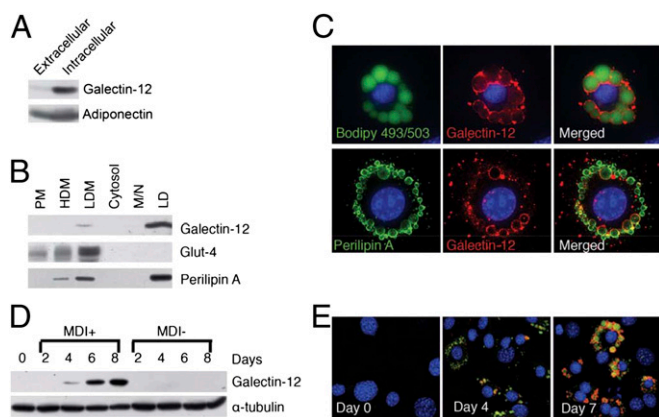 A
Extracellular
Intracellular
Galectin-12
Adiponectin
B
PM
HDM
LDM
Cytosol
M/N
LD
Galectin-12
Glut-4
Perilipin A
C
Bodipy 493/503
Galectin-12
Merged
Perilipin A
Galectin-12
Merged
D
MDI+
MDI-
0 2 4 6 8 2 4 6 8 Days
Galectin-12
α-tubulin
E
Day 0
Day 4
Day 7